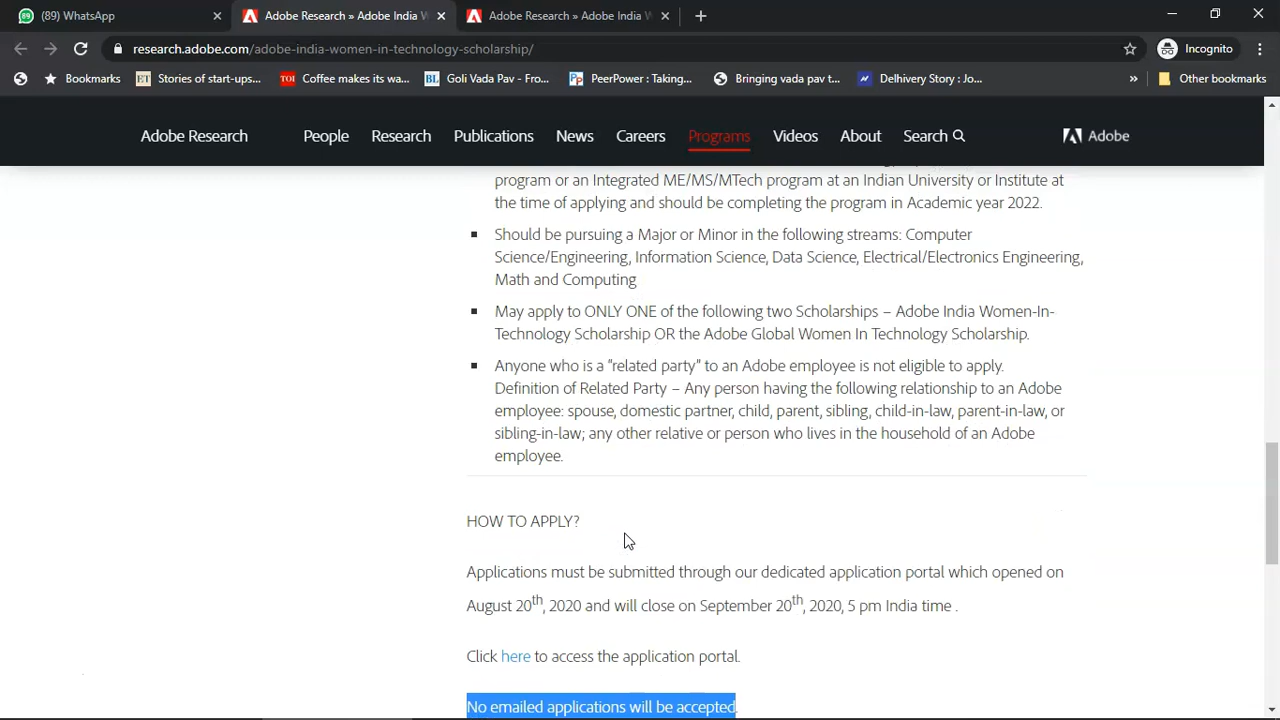 (89) WhatsApp
Adobe Research » Adobe India W
Adobe Research » Adobe India W
research.adobe.com/adobe-india-women-in-technology-scholarship/
Incognito
Bookmarks
Stories of start-ups...
Coffee makes its wa...
Goli Vada Pav - Fro...
PeerPower : Taking...
Bringing vada pav t...
Delhivery Story : Jo...
Other bookmarks
Adobe Research People Research Publications News Careers Programs Videos About Search Adobe
program or an Integrated ME/MS/MTech program at an Indian University or Institute at
the time of applying and should be completing the program in Academic year 2022.
Should be pursuing a Major or Minor in the following streams: Computer
Science/Engineering, Information Science, Data Science, Electrical/Electronics Engineering,
Math and Computing
May apply to ONLY ONE of the following two Scholarships – Adobe India Women-In-
Technology Scholarship OR the Adobe Global Women In Technology Scholarship.
Anyone who is a “related party” to an Adobe employee is not eligible to apply.
Definition of Related Party – Any person having the following relationship to an Adobe
employee: spouse, domestic partner, child, parent, sibling, child-in-law, parent-in-law, or
sibling-in-law; any other relative or person who lives in the household of an Adobe
employee.
HOW TO APPLY?
Applications must be submitted through our dedicated application portal which opened on
August 20th, 2020 and will close on September 20th, 2020, 5 pm India time .
Click here to access the application portal.
No emailed applications will be accepted.